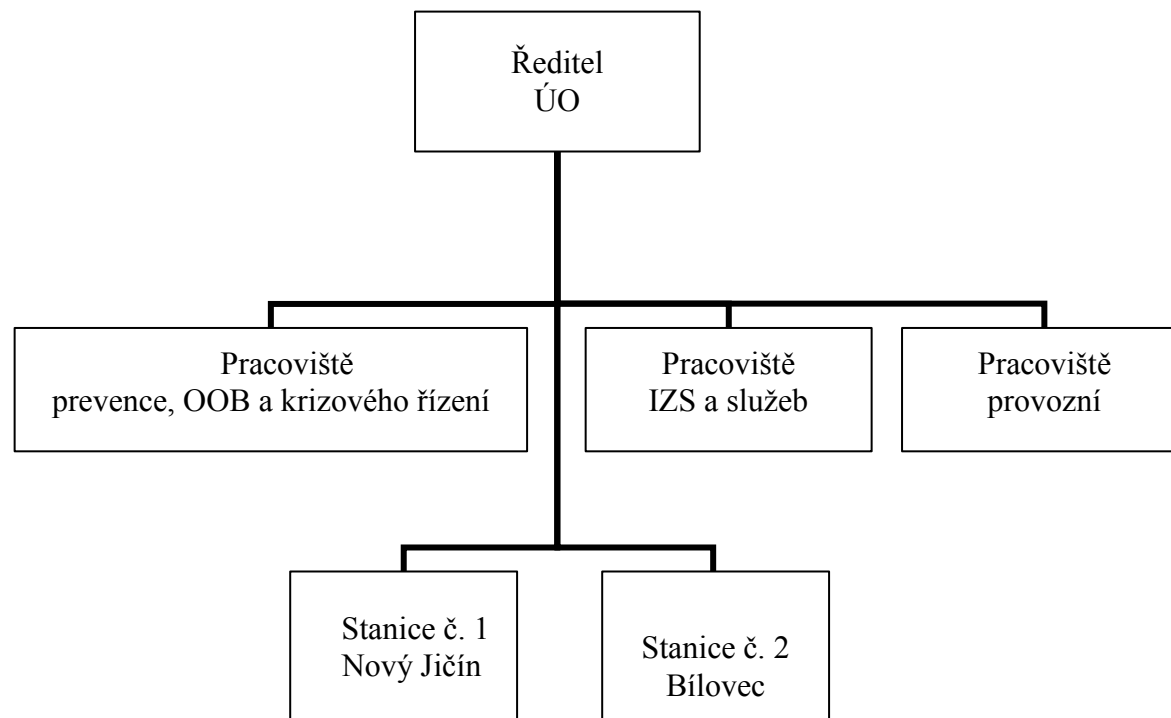 Ředitel
ÚO
Pracoviště
prevence, OOB a krizového řízení
Pracoviště
IZS a služeb
Pracoviště
provozní
Stanice č. 1
Nový Jičín
Stanice č. 2
Bílovec